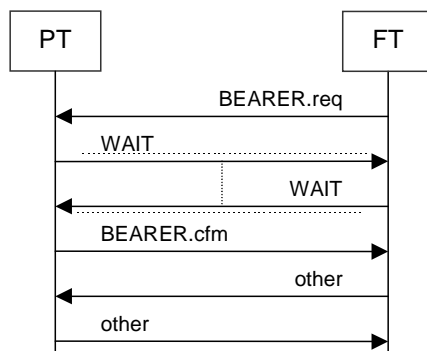 PT
FT
BEARER.req
WAIT
WAIT
BEARER.cfm
other
other